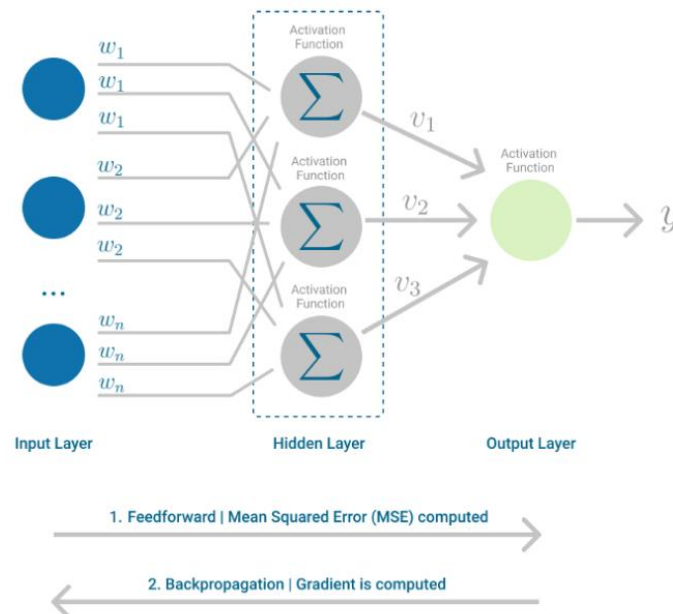 Activation
Function
w₁
w₁
w₁
Σ
v₁
Activation
Function
w₂
w₂
w₂
Activation
Function
Σ
v₂
y
...
Activation
Function
v₃
wₙ
wₙ
wₙ
Σ
Input Layer
Hidden Layer
Output Layer
1. Feedforward | Mean Squared Error (MSE) computed
2. Backpropagation | Gradient is computed